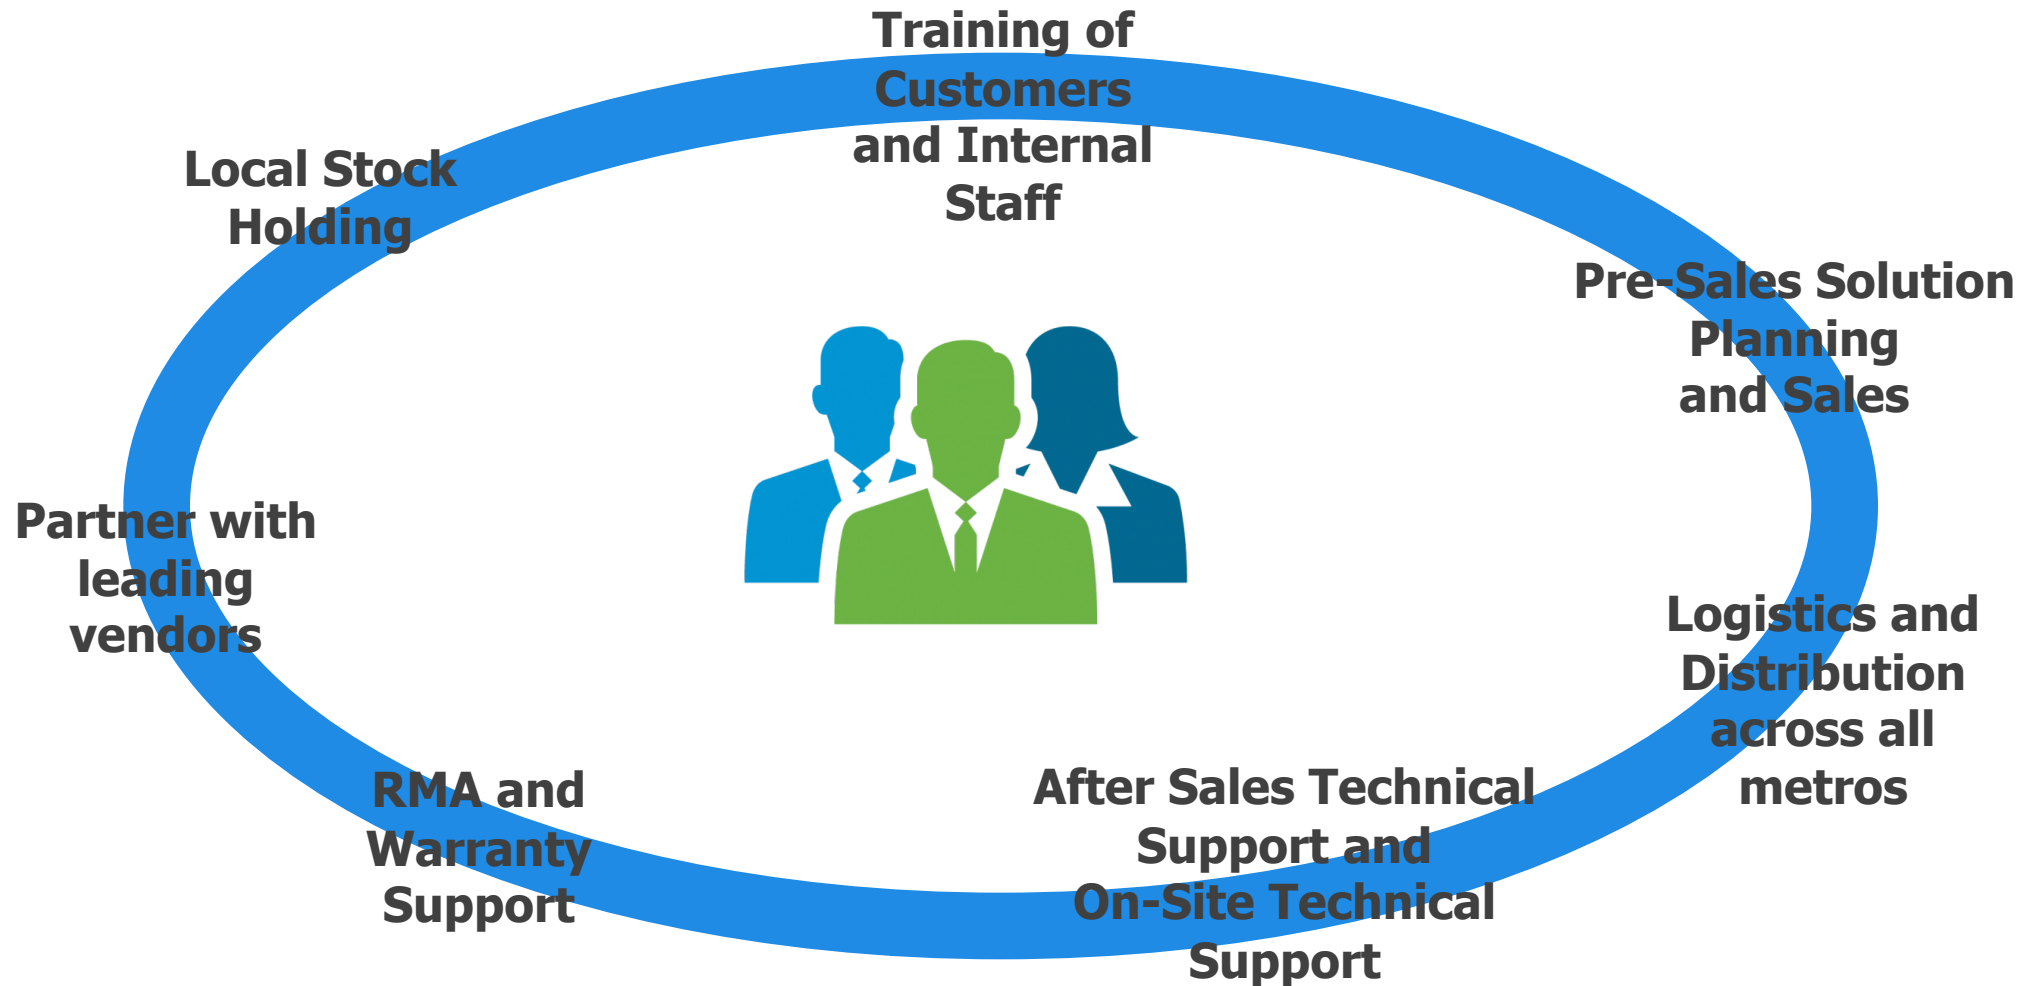 Training of
Customers
and Internal
Staff
Local Stock
Holding
Pre-Sales Solution
Planning
and Sales
Partner with
leading
vendors
Logistics and
Distribution
across all
metros
RMA and
Warranty
Support
After Sales Technical
Support and
On-Site Technical
Support